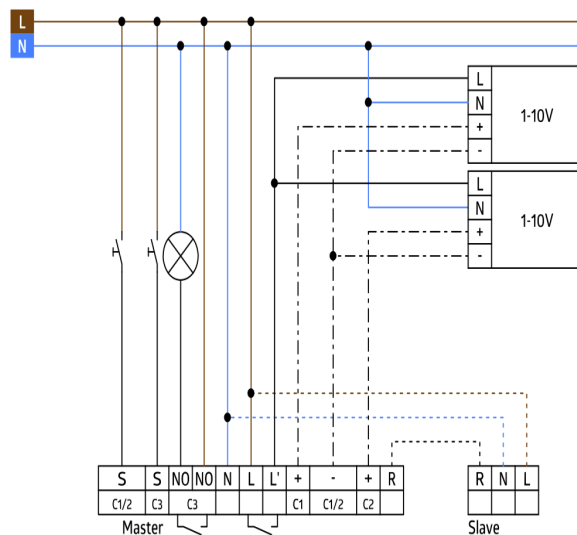 L
N
L
N
+
-
1-10V
L
N
+
-
1-10V
S S NO NO N L L' + - + R
C1/2 C3 C3 C1 C1/2 C2
Master
R N L
Slave